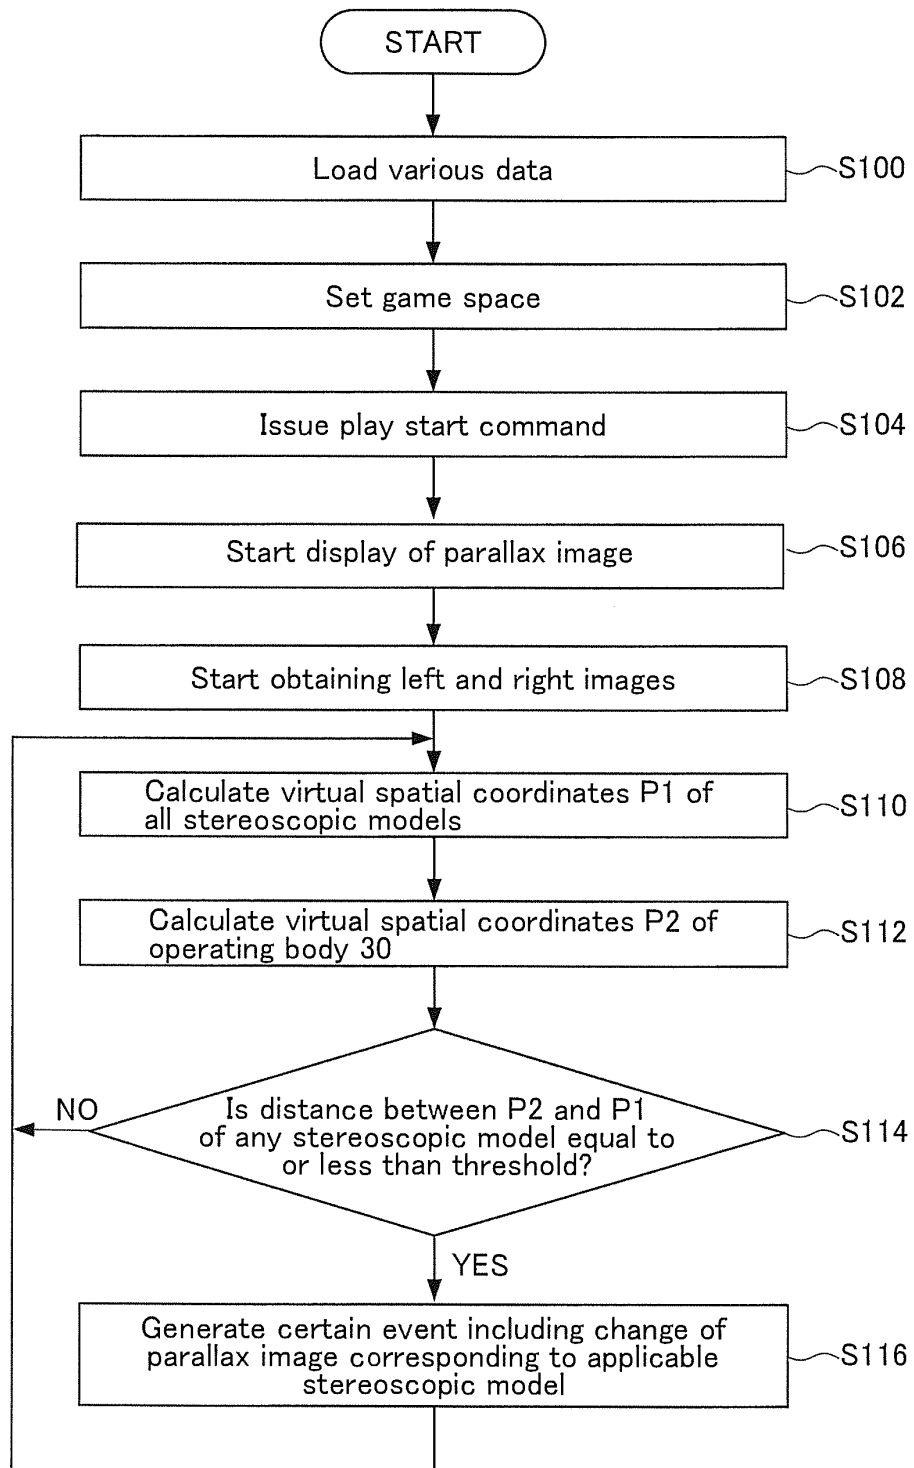 START
Load various data
S100
Set game space
S102
Issue play start command
S104
Start display of parallax image
S106
Start obtaining left and right images
S108
Calculate virtual spatial coordinates P1 of
all stereoscopic models
S110
Calculate virtual spatial coordinates P2 of
operating body 30
S112
NO
Is distance between P2 and P1
of any stereoscopic model equal to
or less than threshold?
S114
YES
Generate certain event including change of
parallax image corresponding to applicable
stereoscopic model
S116